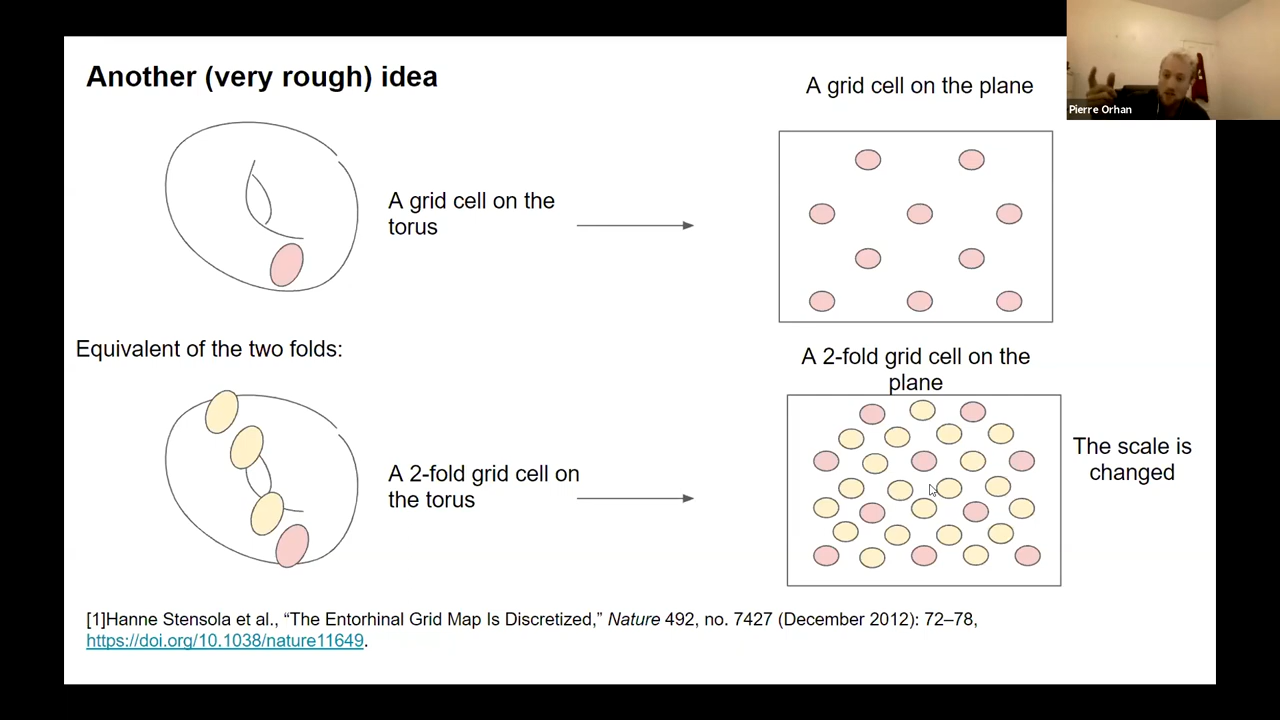 Another (very rough) idea
A grid cell on the plane
Pierre Orhan
A grid cell on the
torus
Equivalent of the two folds:
A 2-fold grid cell on the
plane
A 2-fold grid cell on
the torus
The scale is
changed
[1]Hanne Stensola et al., “The Entorhinal Grid Map Is Discretized,” Nature 492, no. 7427 (December 2012): 72–78,
https://doi.org/10.1038/nature11649.